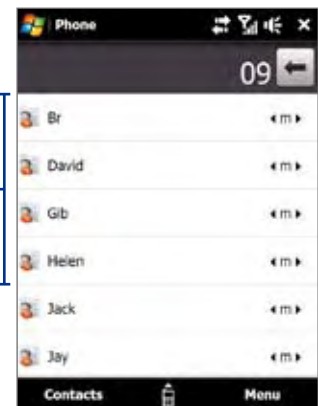 Phone
09
Br m
David m
Gib m
Helen m
Jack m
Jay m
Contacts Menu